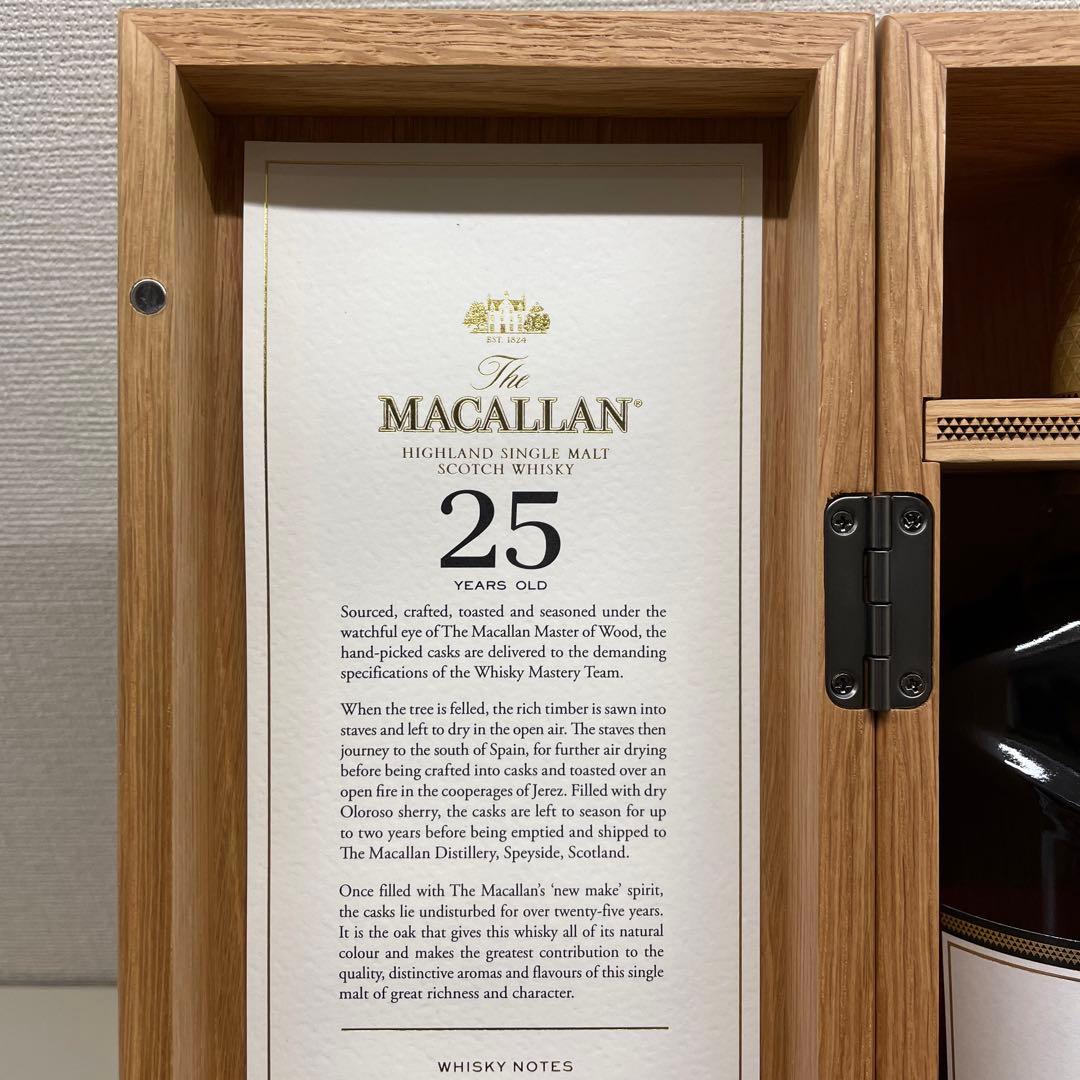 EST. 1824
The
MACALLAN®
HIGHLAND SINGLE MALT
SCOTCH WHISKY
25
YEARS OLD
Sourced, crafted, toasted and seasoned under the
watchful eye of The Macallan Master of Wood, the
hand-picked casks are delivered to the demanding
specifications of the Whisky Mastery Team.
When the tree is felled, the rich timber is sawn into
staves and left to dry in the open air. The staves then
journey to the south of Spain, for further air drying
before being crafted into casks and toasted over an
open fire in the cooperages of Jerez. Filled with dry
Oloroso sherry, the casks are left to season for up
to two years before being emptied and shipped to
The Macallan Distillery, Speyside, Scotland.
Once filled with The Macallan's ‘new make’ spirit,
the casks lie undisturbed for over twenty-five years.
It is the oak that gives this whisky all of its natural
colour and makes the greatest contribution to the
quality, distinctive aromas and flavours of this single
malt of great richness and character.
WHISKY NOTES